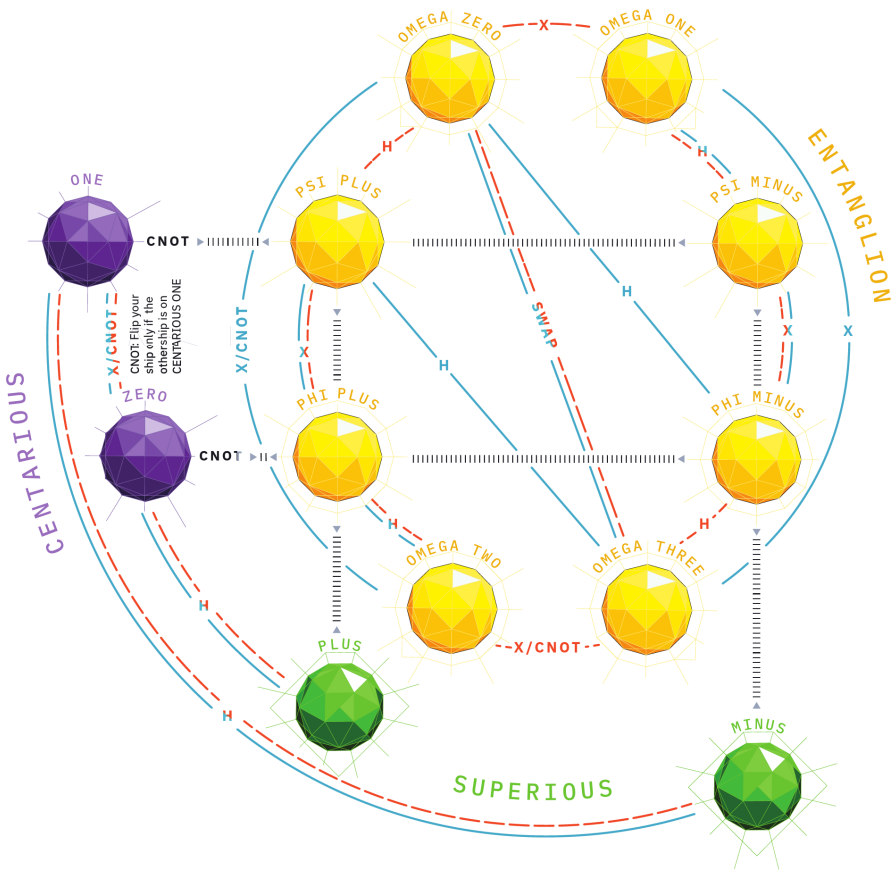 OMEGA ZERO
X
OMEGA ONE
H
H
ENTANGLION
ONE
PSI PLUS
PSI MINUS
CNOT
H
X/CNOT
X/CNOT
CNOT: Flip your
ship only if the
othership is on
CENTARIOUS ONE
X
SWAP
H
X
X
CENTARIOUS
ZERO
PHI PLUS
PHI MINUS
CNOT
H
H
OMEGA TWO
OMEGA THREE
H
X/CNOT
PLUS
H
MINUS
SUPERIOUS